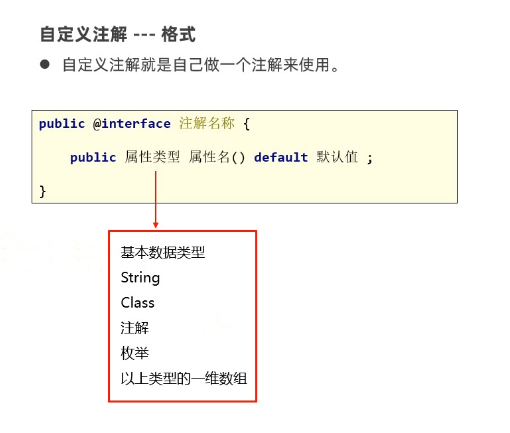 自定义注解 --- 格式
● 自定义注解就是自己做一个注解来使用。
public @interface 注解名称 {
public 属性类型 属性名() default 默认值 ;
}
基本数据类型
String
Class
注解
枚举
以上类型的一维数组